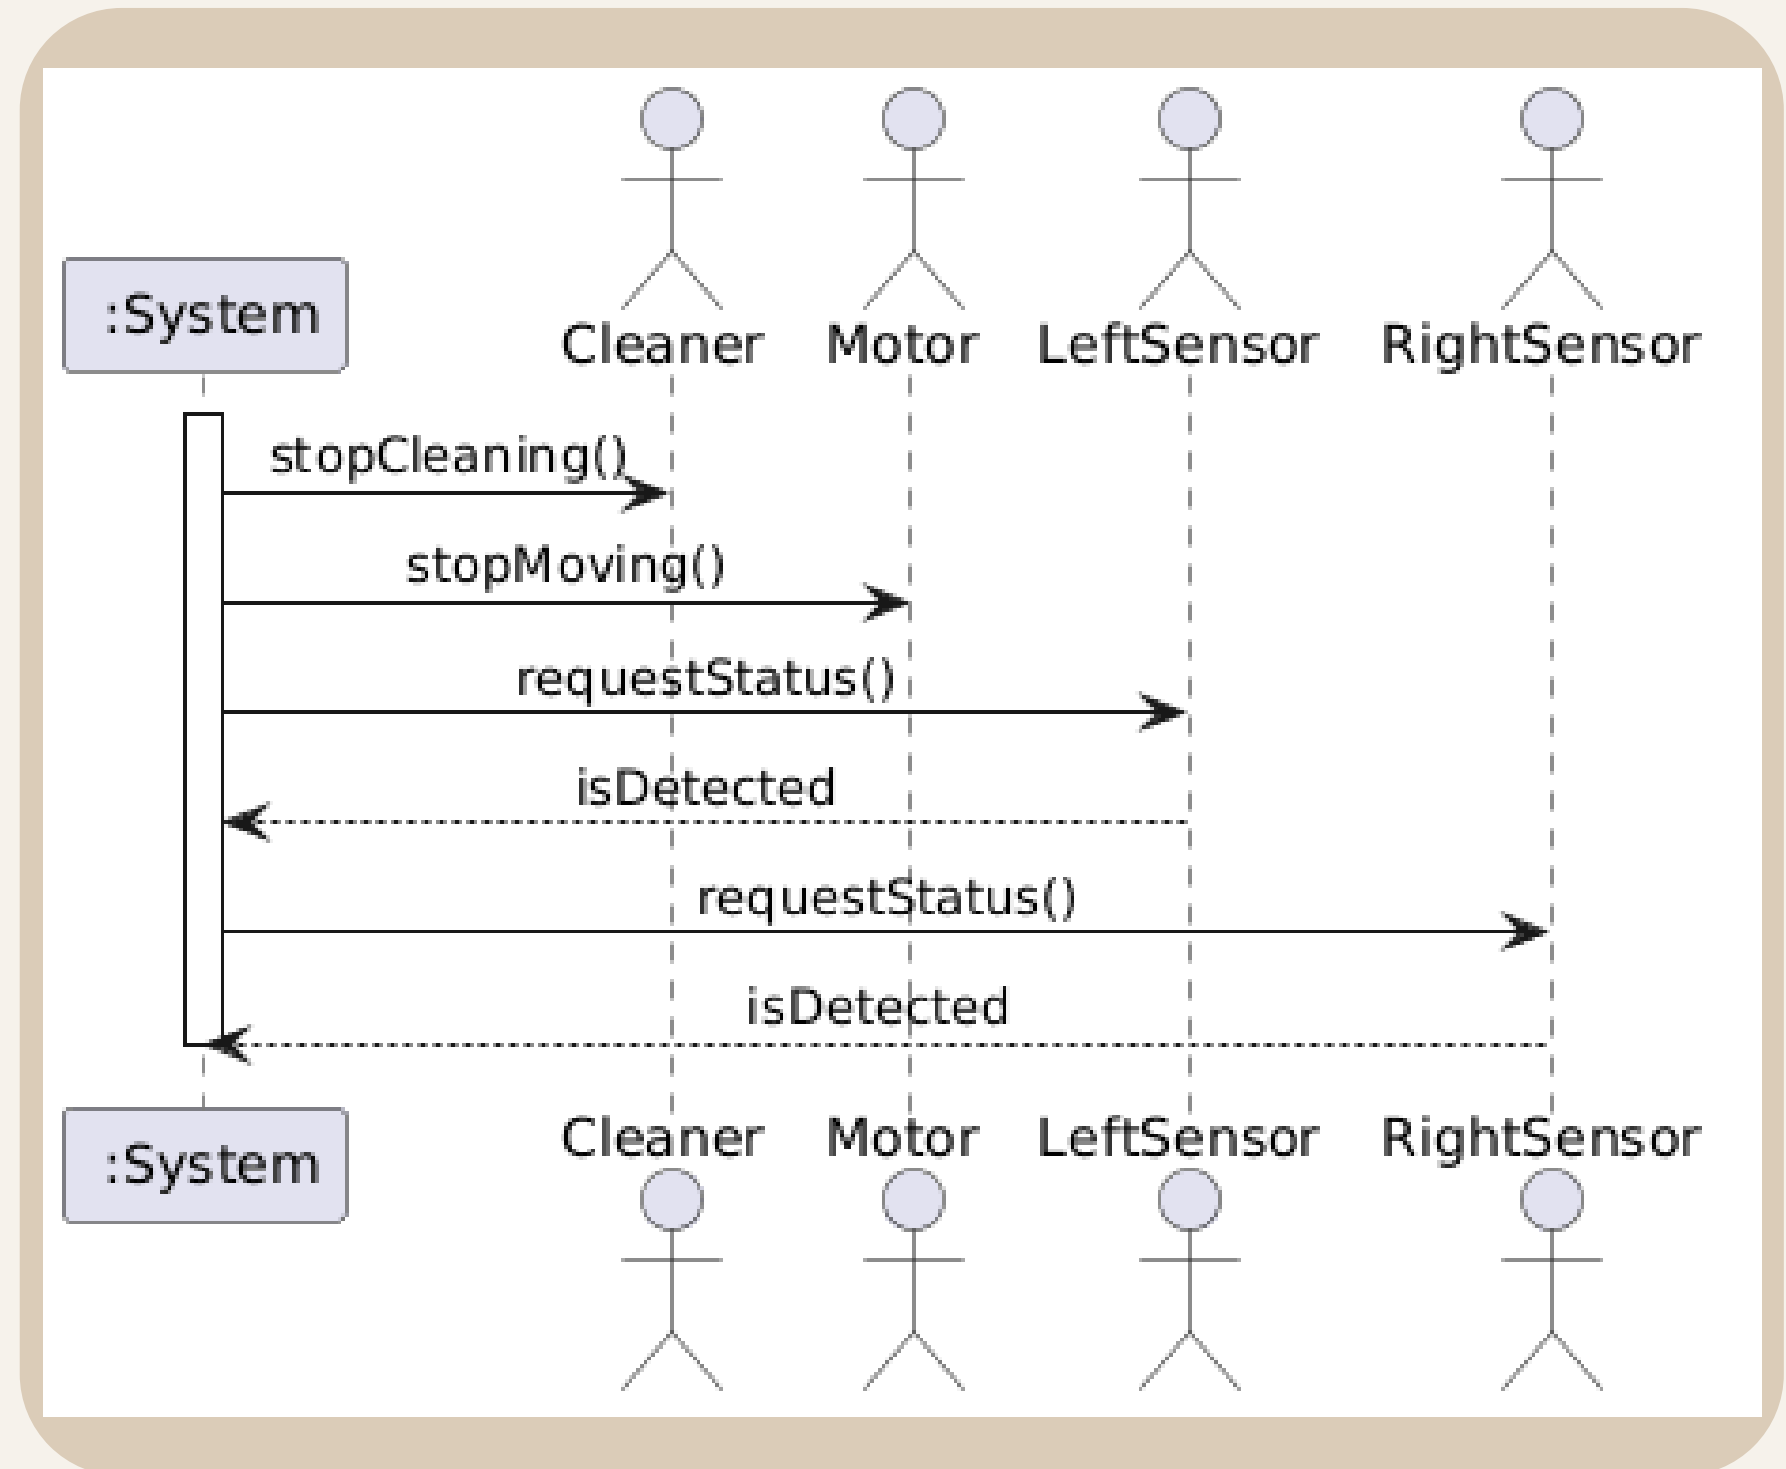 :System
Cleaner
Motor
LeftSensor
RightSensor
stopCleaning()
stopMoving()
requestStatus()
isDetected
requestStatus()
isDetected
:System
Cleaner
Motor
LeftSensor
RightSensor